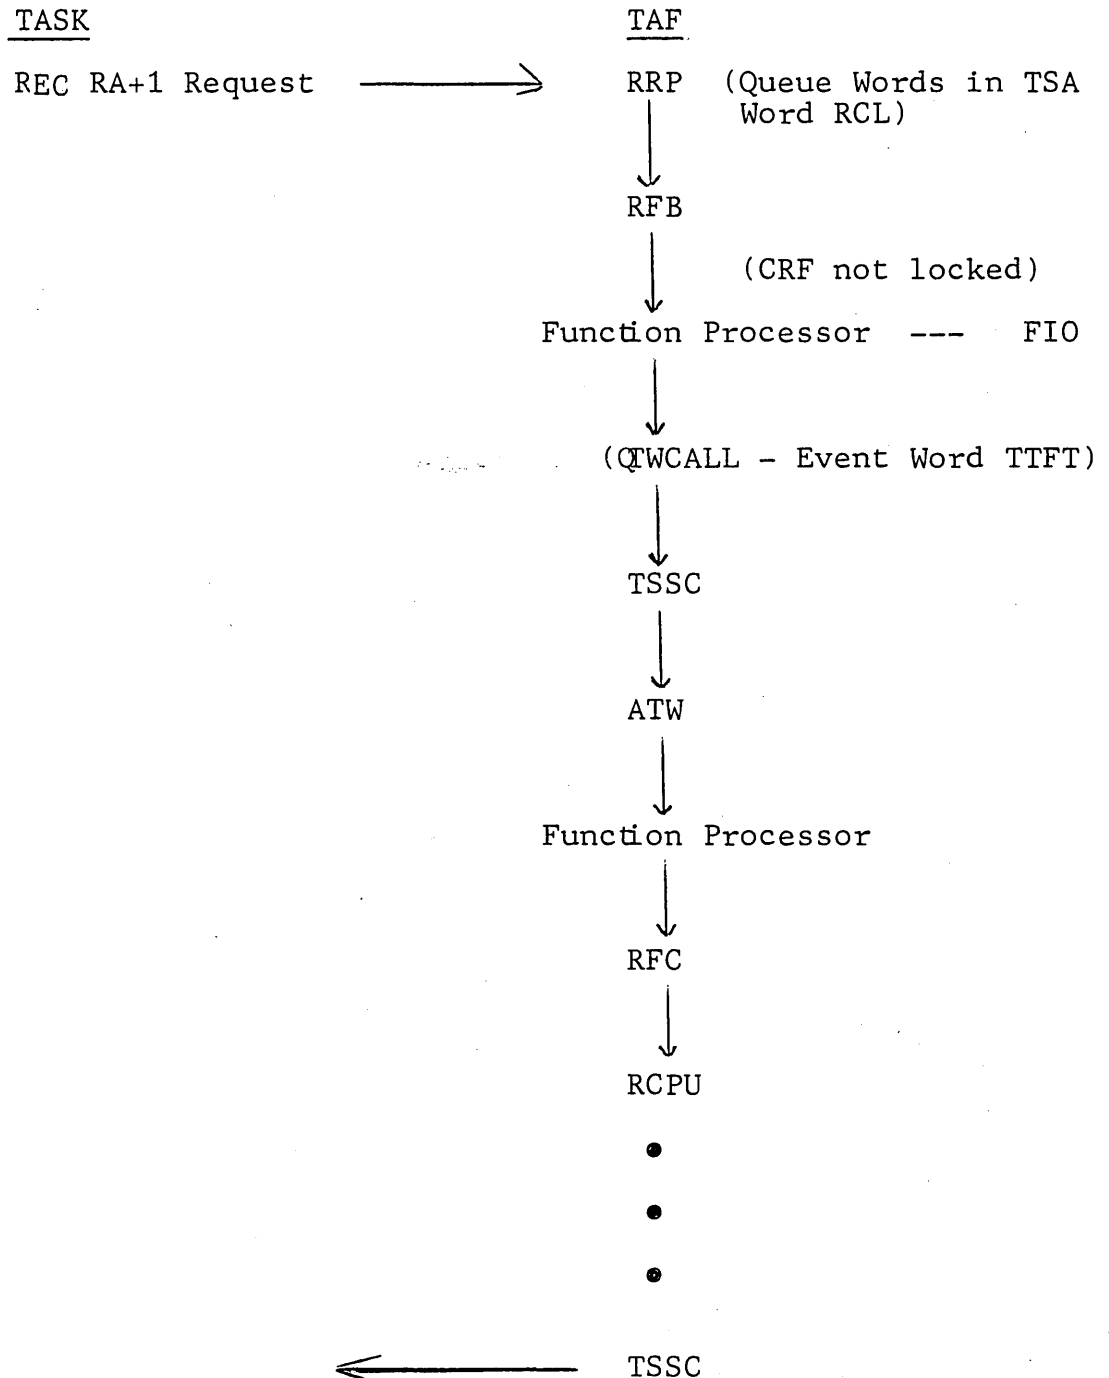 TASK TAF
REC RA+1 Request RRP (Queue Words in TSA
Word RCL)
RFB
(CRF not locked)
Function Processor --- FIO
(QTWCALL - Event Word TTFT)
TSSC
ATW
Function Processor
RFC
RCPU
TSSC